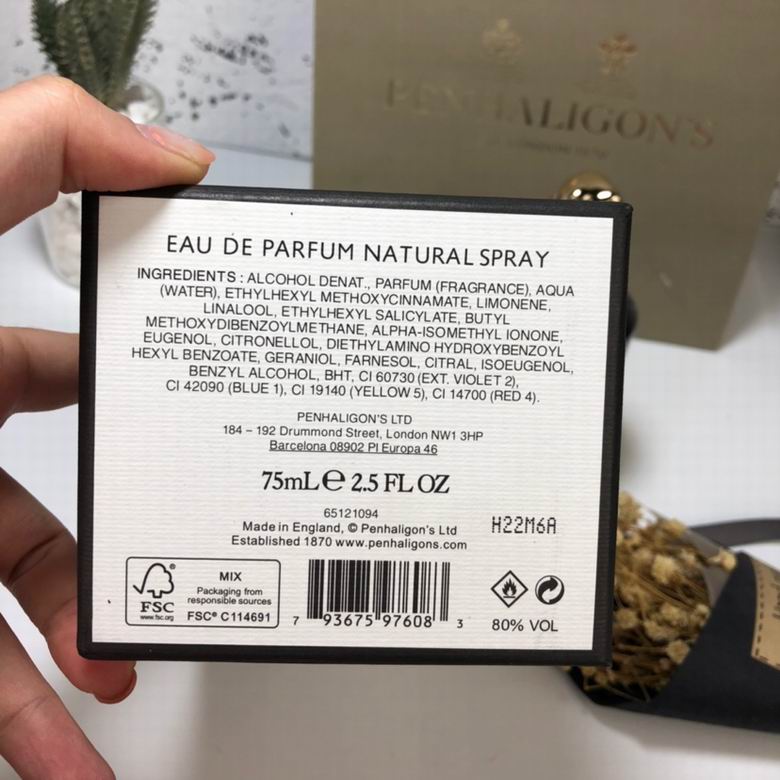 PENHALIGON'S
EAU DE PARFUM NATURAL SPRAY
INGREDIENTS : ALCOHOL DENAT., PARFUM (FRAGRANCE), AQUA
(WATER), ETHYLHEXYL METHOXYCINNAMATE, LIMONENE,
LINALOOL, ETHYLHEXYL SALICYLATE, BUTYL
METHOXYDIBENZOYLMETHANE, ALPHA-ISOMETHYL IONONE,
EUGENOL, CITRONELLOL, DIETHYLAMINO HYDROXYBENZOYL
HEXYL BENZOATE, GERANIOL, FARNESOL, CITRAL, ISOEUGENOL,
BENZYL ALCOHOL, BHT, CI 60730 (EXT. VIOLET 2),
CI 42090 (BLUE 1), CI 19140 (YELLOW 5), CI 14700 (RED 4).
PENHALIGON'S LTD
184 – 192 Drummond Street, London NW1 3HP
Barcelona 08902 Pl Europa 46
75mL e 2.5 FL OZ
65121094
Made in England, © Penhaligon's Ltd
Established 1870 www.penhaligons.com
H22M6A
FSC®
www.fsc.org
MIX
Packaging from
responsible sources
FSC® C114691
7 93675 97608 3
80% VOL